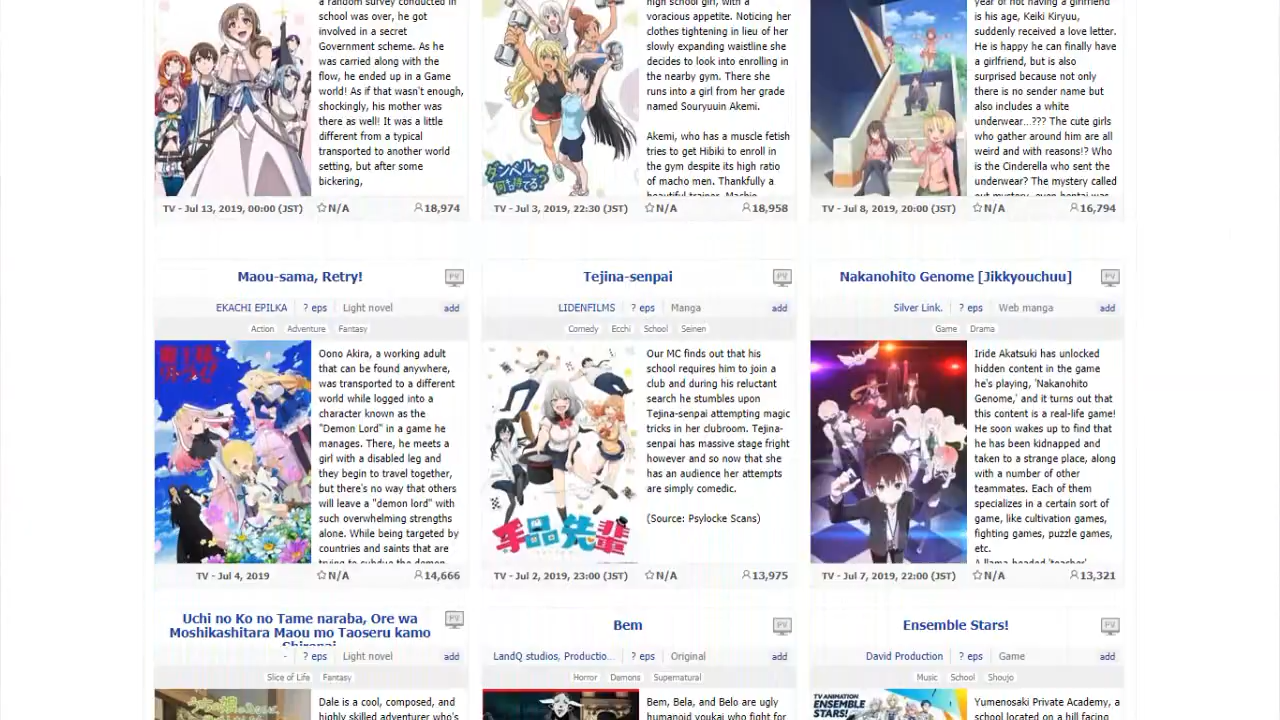 a random survey conducted in
school was over, he got
involved in a secret
Government scheme. As he
was carried along with the
flow, he ended up in a Game
world! As if that wasn't enough,
shockingly, his mother was
there as well! It was a little
different from a typical
transported to another world
setting, but after some
bickering,
TV - Jul 13, 2019, 00:00 (JST) N/A 18,974
high school girl, with a
voracious appetite. Noticing her
clothes tightening in lieu of her
slowly expanding waistline she
decides to look into enrolling in
the nearby gym. There she
runs into a girl from her grade
named Souryuuin Akemi.
Akemi, who has a muscle fetish
tries to get Hibiki to enroll in
the gym despite its high ratio
of macho men. Thankfully a
beautiful trainer, Machio
ダンベル
何キロ持てる?
TV - Jul 3, 2019, 22:30 (JST) N/A 18,958
year of not having a girlfriend
is his age, Keiki Kiryuu,
suddenly received a love letter.
He is happy he can finally have
a girlfriend, but is also
surprised because not only
there is no sender name but
also includes a white
underwear...??? The cute girls
who gather around him are all
weird and with reasons!? Who
is the Cinderella who sent the
underwear? The mystery called
out mystery, even hentai was
TV - Jul 8, 2019, 20:00 (JST) N/A 16,794
Maou-sama, Retry! PV
EKACHI EPILKA ? eps Light novel add
Action Adventure Fantasy
Oono Akira, a working adult
that can be found anywhere,
was transported to a different
world while logged into a
character known as the
"Demon Lord" in a game he
manages. There, he meets a
girl with a disabled leg and
they begin to travel together,
but there's no way that others
will leave a "demon lord" with
such overwhelming strengths
alone. While being targeted by
countries and saints that are
trying to subdue the demon
TV - Jul 4, 2019 N/A 14,666
Tejina-senpai PV
LIDENFILMS ? eps Manga add
Comedy Ecchi School Seinen
手品先輩
Our MC finds out that his
school requires him to join a
club and during his reluctant
search he stumbles upon
Tejina-senpai attempting magic
tricks in her clubroom. Tejina-
senpai has massive stage fright
however and so now that she
has an audience her attempts
are simply comedic.
(Source: Psylocke Scans)
TV - Jul 2, 2019, 23:00 (JST) N/A 13,975
Nakanohito Genome [Jikkyouchuu] PV
Silver Link. ? eps Web manga add
Game Drama
Iride Akatsuki has unlocked
hidden content in the game
he's playing, 'Nakanohito
Genome,' and it turns out that
this content is a real-life game!
He soon wakes up to find that
he has been kidnapped and
taken to a strange place, along
with a number of other
teammates. Each of them
specializes in a certain sort of
game, like cultivation games,
fighting games, puzzle games,
etc.
A llama-headed 'teacher'
TV - Jul 7, 2019, 22:00 (JST) N/A 13,321
Uchi no Ko no Tame naraba, Ore wa
Moshikashitara Maou mo Taoseru kamo
Shirenai. PV
- ? eps Light novel add
Slice of Life Fantasy
Dale is a cool, composed, and
highly skilled adventurer who's
Bem PV
LandQ studios, Productio... ? eps Original add
Horror Demons Supernatural
Bem, Bela, and Belo are ugly
humanoid youkai who fight for
Ensemble Stars! PV
David Production ? eps Game add
Music School Shoujo
TV ANIMATION
ENSEMBLE
STARS!
Yumenosaki Private Academy, a
school located on a hill facing